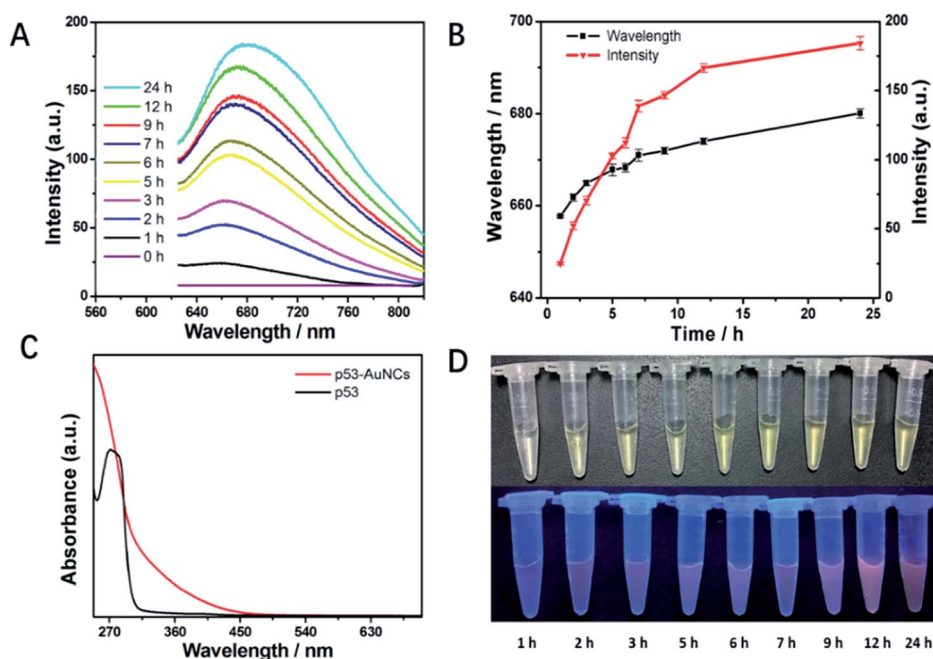 A
Intensity (a.u.)
200
150
100
50
0
24 h
12 h
9 h
7 h
6 h
5 h
3 h
2 h
1 h
0 h
560 600 640 680 720 760 800
Wavelength / nm
B
Wavelength / nm
700
680
660
640
Wavelength
Intensity
200
150
100
50
0
Intensity (a.u.)
0 5 10 15 20 25
Time / h
C
Absorbance (a.u.)
p53-AuNCs
p53
270 360 450 540 630
Wavelength / nm
D
1 h 2 h 3 h 5 h 6 h 7 h 9 h 12 h 24 h